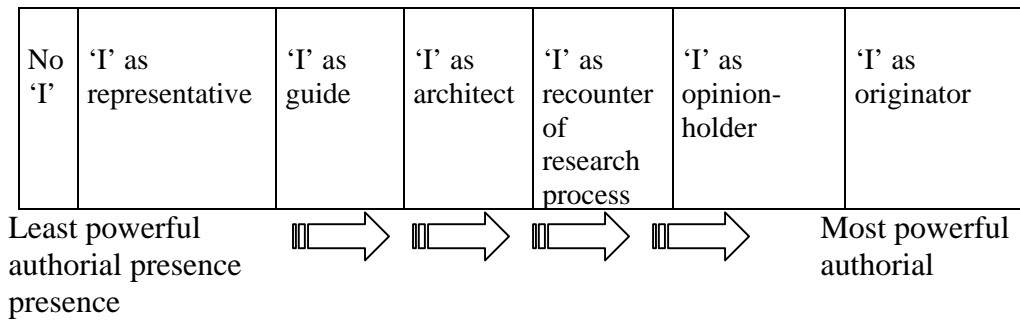 No ‘I’
‘I’ as representative
‘I’ as guide
‘I’ as architect
‘I’ as recounter of research process
‘I’ as opinion-holder
‘I’ as originator
Least powerful
authorial presence
presence
Most powerful
authorial